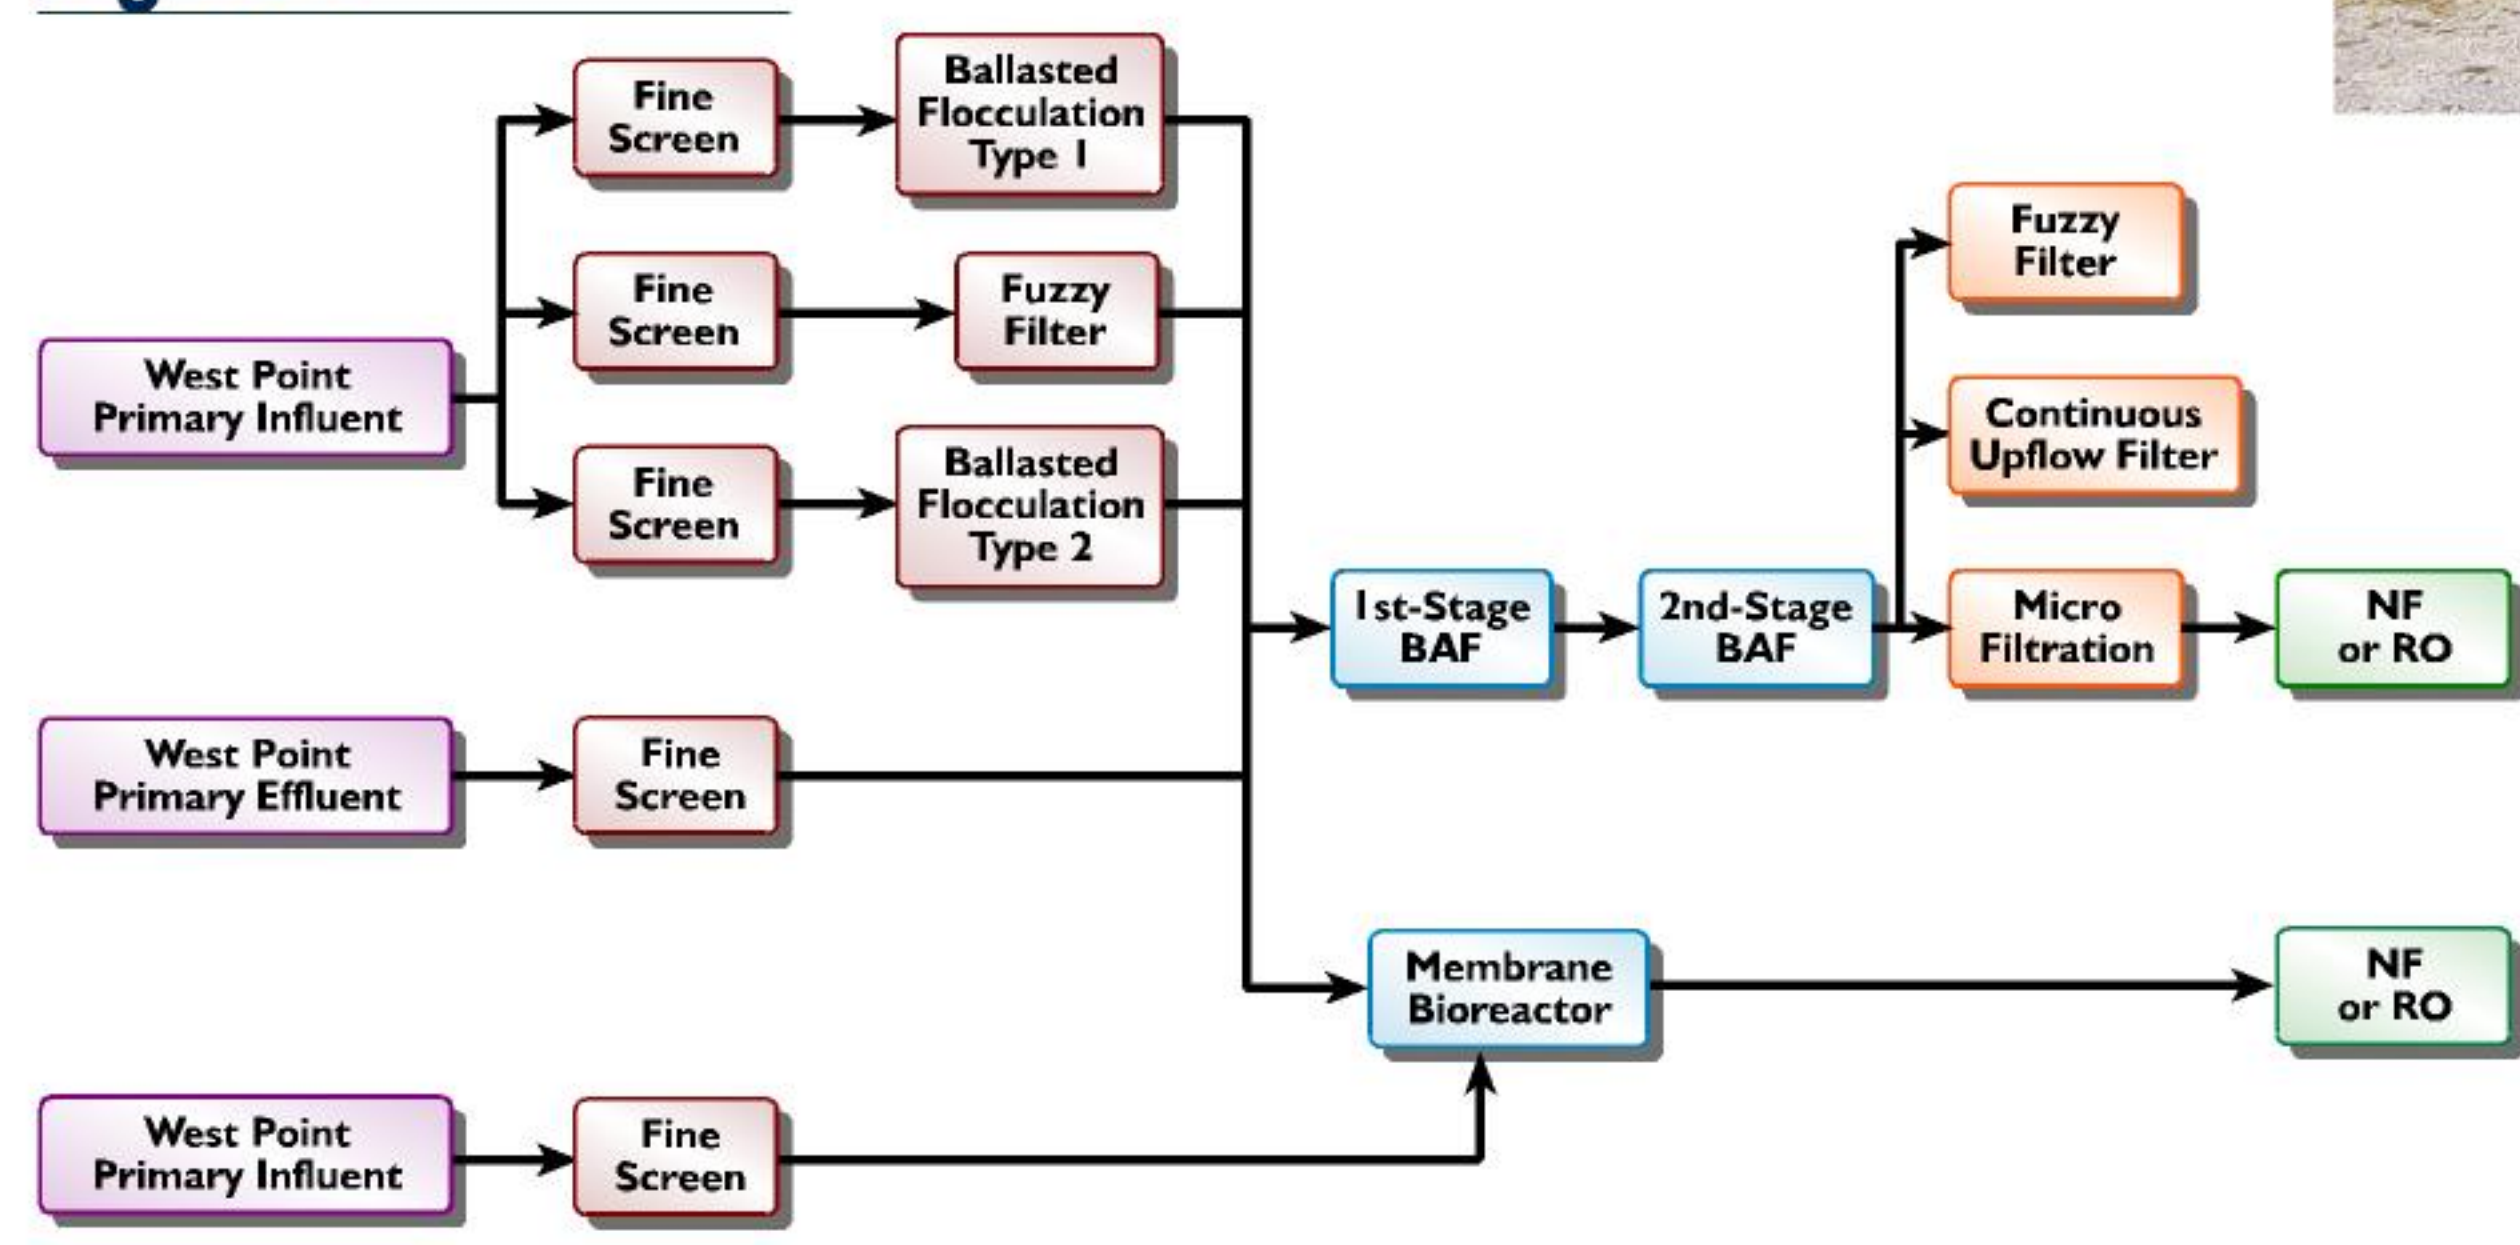 Fine
Screen
Ballasted
Flocculation
Type 1
Fine
Screen
Fuzzy
Filter
Fuzzy
Filter
West Point
Primary Influent
Fine
Screen
Ballasted
Flocculation
Type 2
Continuous
Upflow Filter
1st-Stage
BAF
2nd-Stage
BAF
Micro
Filtration
NF
or RO
West Point
Primary Effluent
Fine
Screen
Membrane
Bioreactor
NF
or RO
West Point
Primary Influent
Fine
Screen